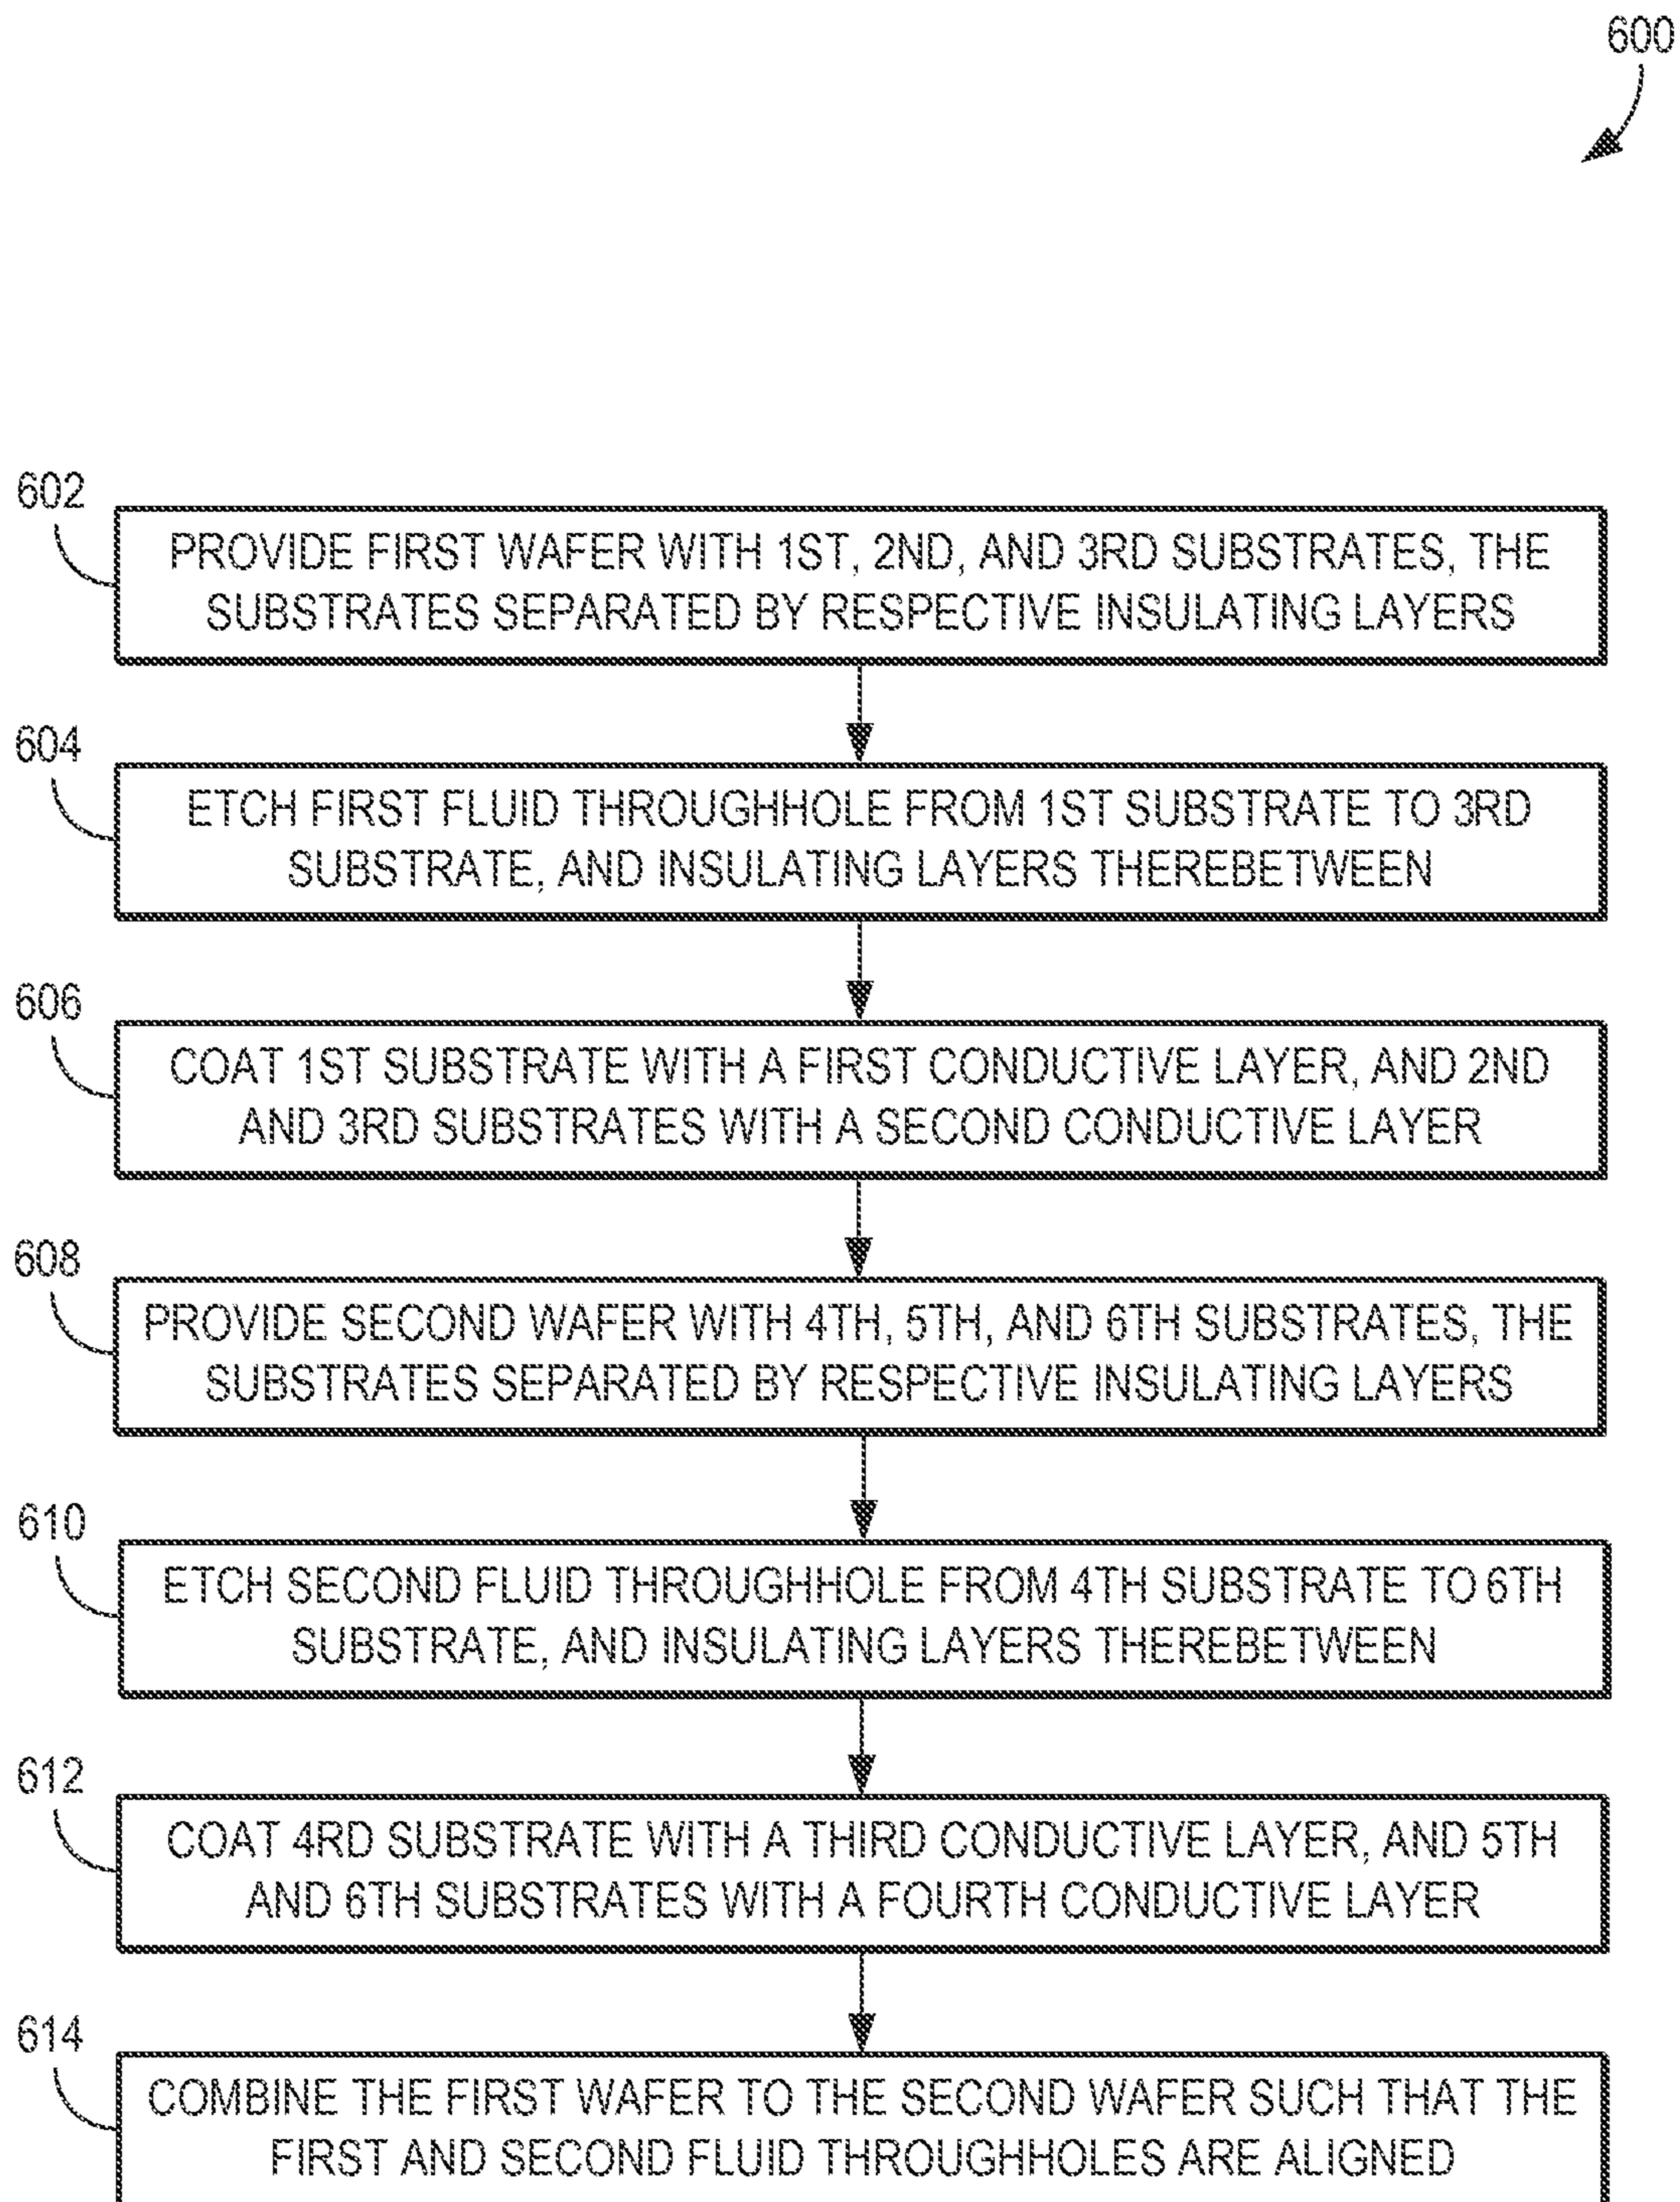 600
602
PROVIDE FIRST WAFER WITH 1ST, 2ND, AND 3RD SUBSTRATES, THE
SUBSTRATES SEPARATED BY RESPECTIVE INSULATING LAYERS
604
ETCH FIRST FLUID THROUGHHOLE FROM 1ST SUBSTRATE TO 3RD
SUBSTRATE, AND INSULATING LAYERS THEREBETWEEN
606
COAT 1ST SUBSTRATE WITH A FIRST CONDUCTIVE LAYER, AND 2ND
AND 3RD SUBSTRATES WITH A SECOND CONDUCTIVE LAYER
608
PROVIDE SECOND WAFER WITH 4TH, 5TH, AND 6TH SUBSTRATES, THE
SUBSTRATES SEPARATED BY RESPECTIVE INSULATING LAYERS
610
ETCH SECOND FLUID THROUGHHOLE FROM 4TH SUBSTRATE TO 6TH
SUBSTRATE, AND INSULATING LAYERS THEREBETWEEN
612
COAT 4RD SUBSTRATE WITH A THIRD CONDUCTIVE LAYER, AND 5TH
AND 6TH SUBSTRATES WITH A FOURTH CONDUCTIVE LAYER
614
COMBINE THE FIRST WAFER TO THE SECOND WAFER SUCH THAT THE
FIRST AND SECOND FLUID THROUGHHOLES ARE ALIGNED